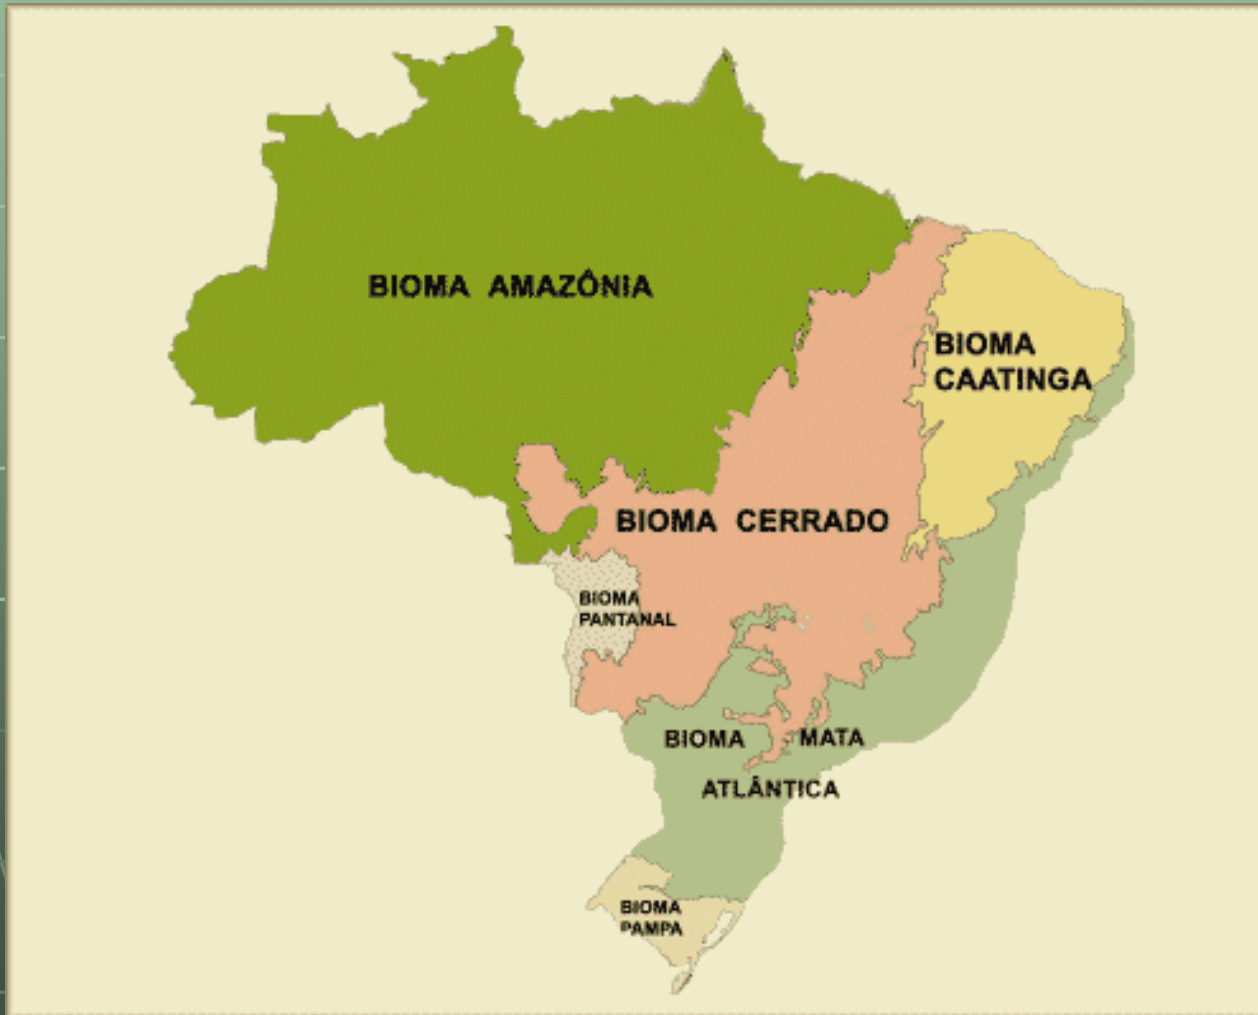 BIOMA AMAZÔNIA
BIOMA
CAATINGA
BIOMA CERRADO
BIOMA
PANTANAL
BIOMA MATA
ATLÂNTICA
BIOMA
PAMPA